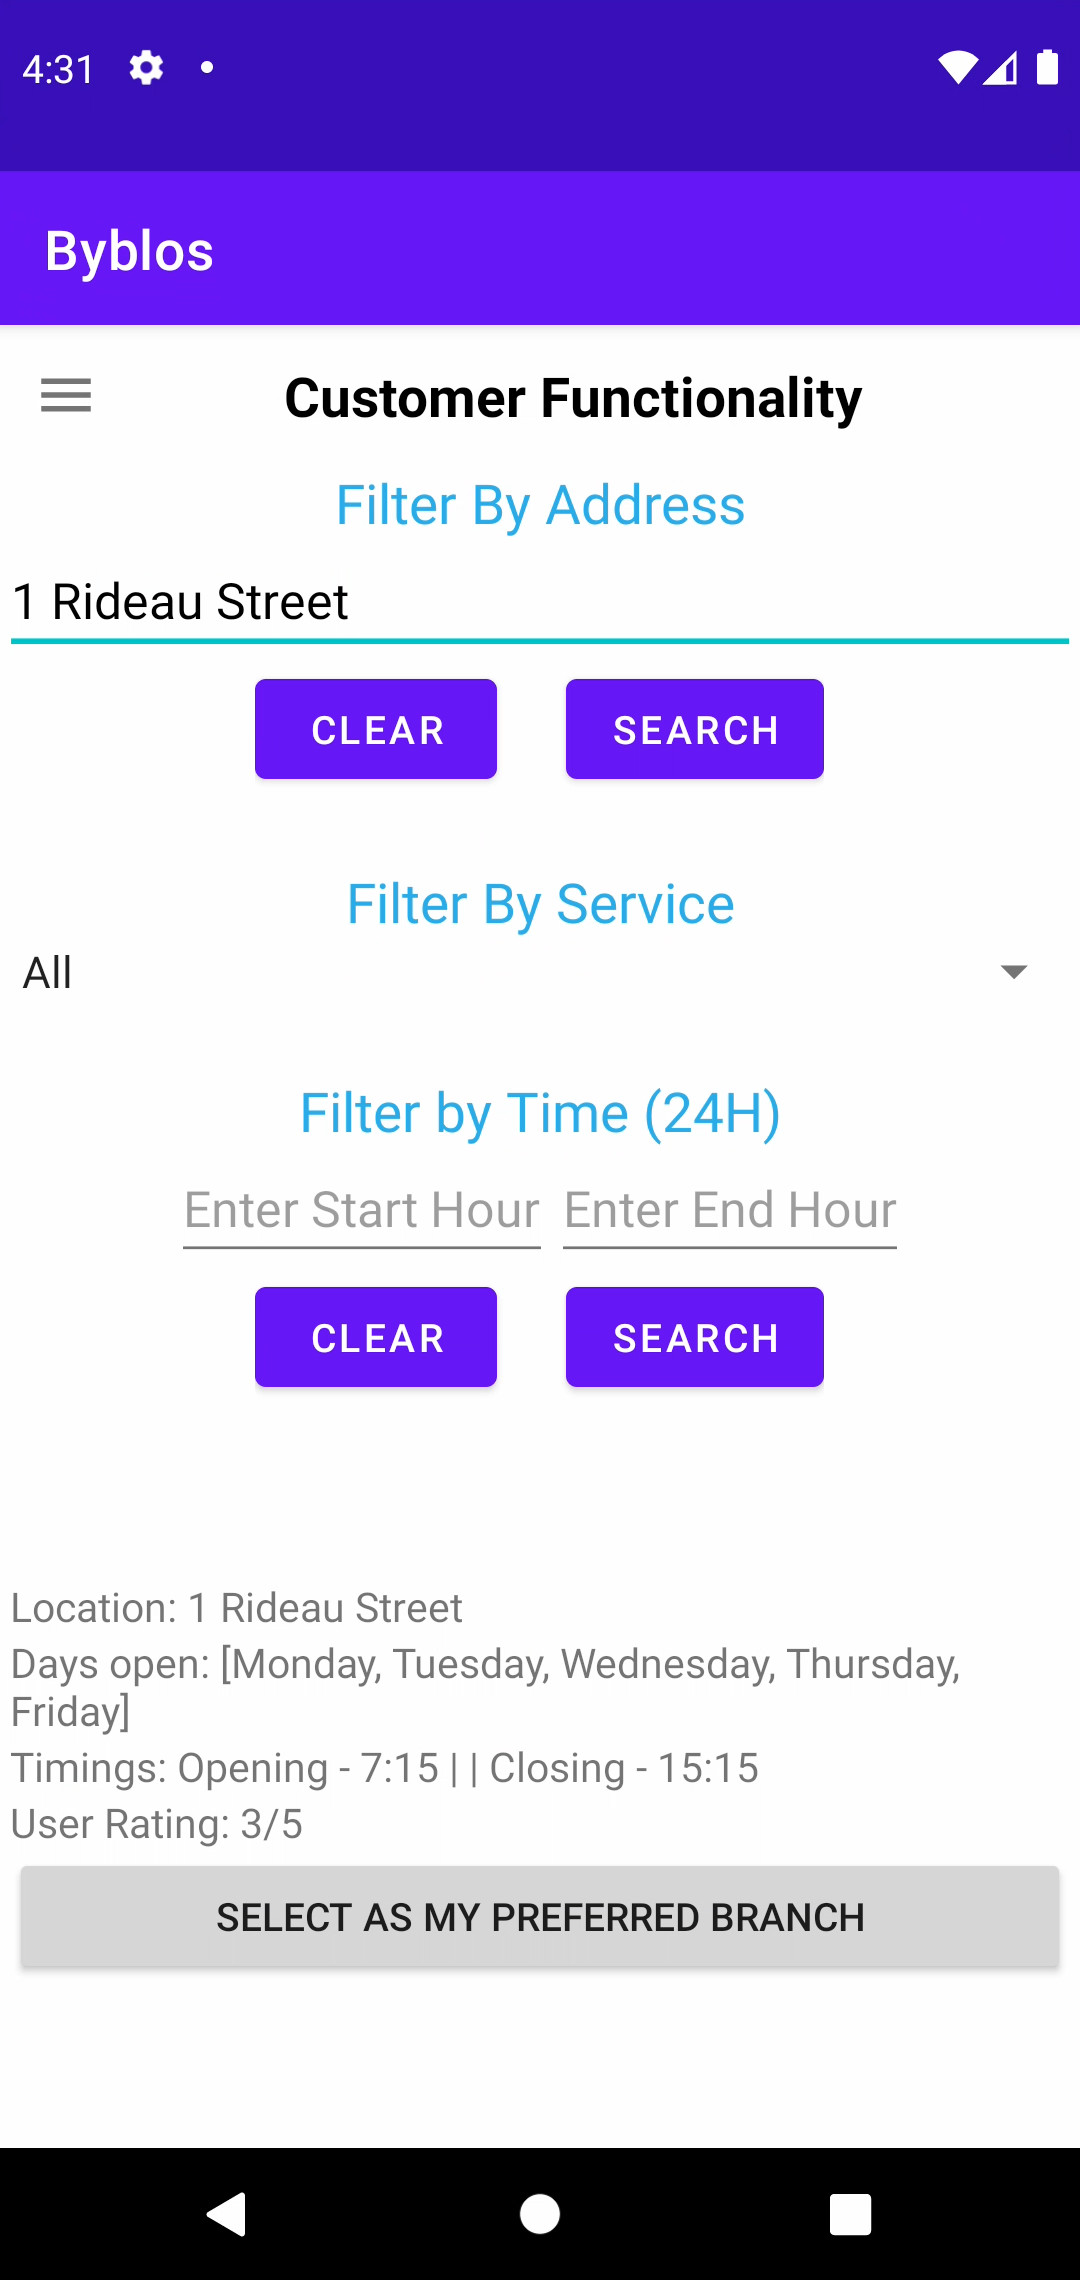 4:31
Byblos
Customer Functionality
Filter By Address
1 Rideau Street
CLEAR SEARCH
Filter By Service
All
Filter by Time (24H)
Enter Start Hour Enter End Hour
CLEAR SEARCH
Location: 1 Rideau Street
Days open: [Monday, Tuesday, Wednesday, Thursday,
Friday]
Timings: Opening - 7:15 | | Closing - 15:15
User Rating: 3/5
SELECT AS MY PREFERRED BRANCH